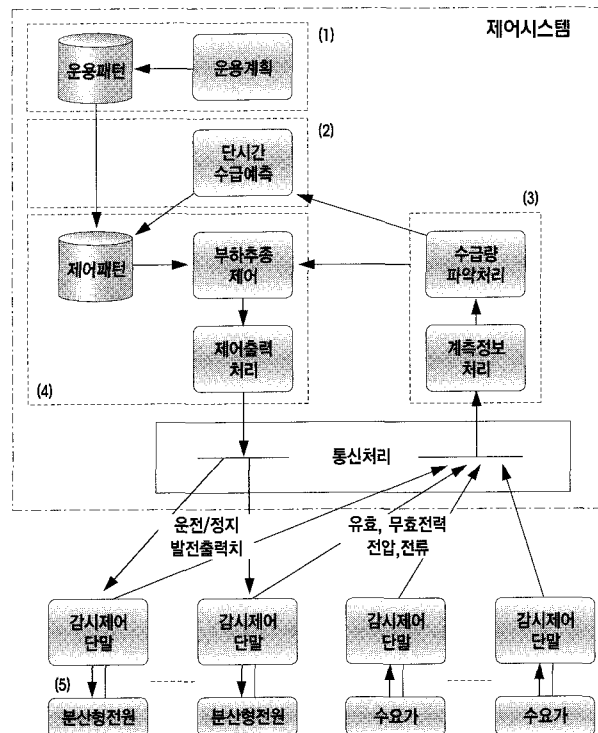 제어시스템
(1)
운용패턴
운용계획
(2)
단시간
수급예측
(3)
제어패턴
부하추종
제어
수급량
파악처리
제어출력
처리
계측정보
처리
(4)
통신처리
운전/정지
발전출력치
유효, 무효전력
전압,전류
감시제어
단말
감시제어
단말
감시제어
단말
감시제어
단말
(5)
분산형전원
분산형전원
수요가
수요가